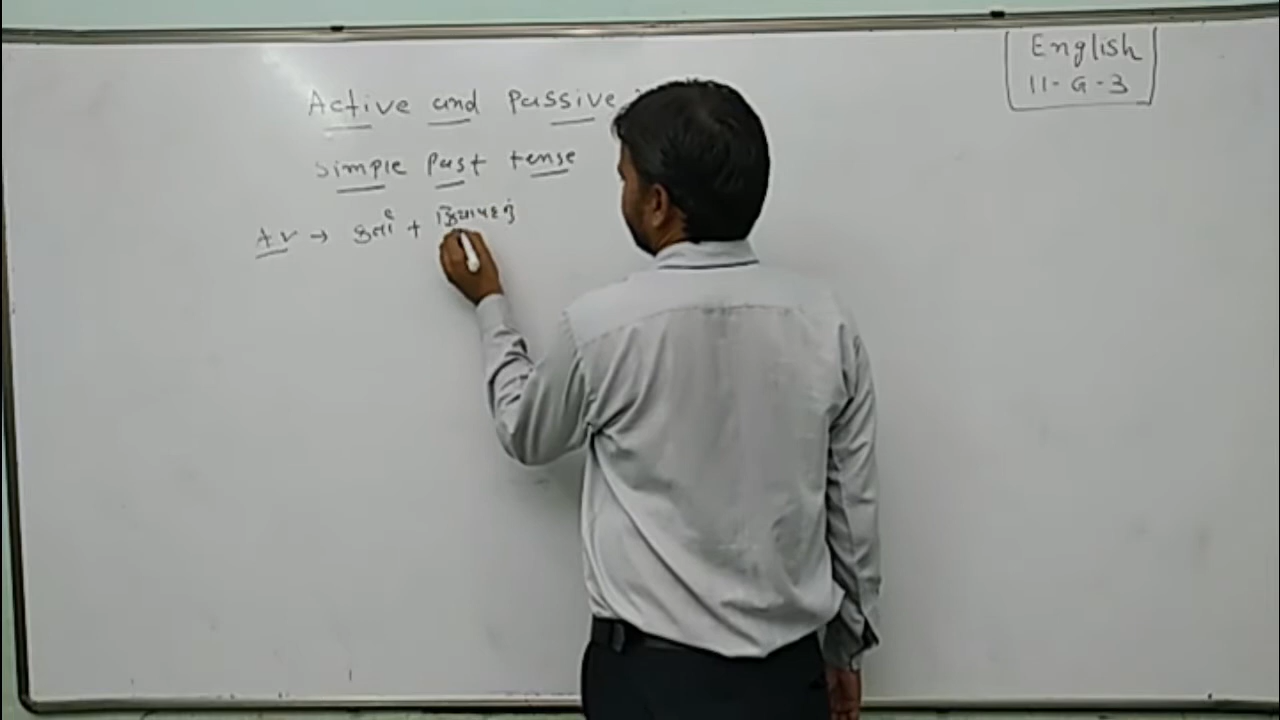 English
11-G-3
Active and Passive :
Simple Past tense
A.V → કર્તા + ક્રિયાપદનું